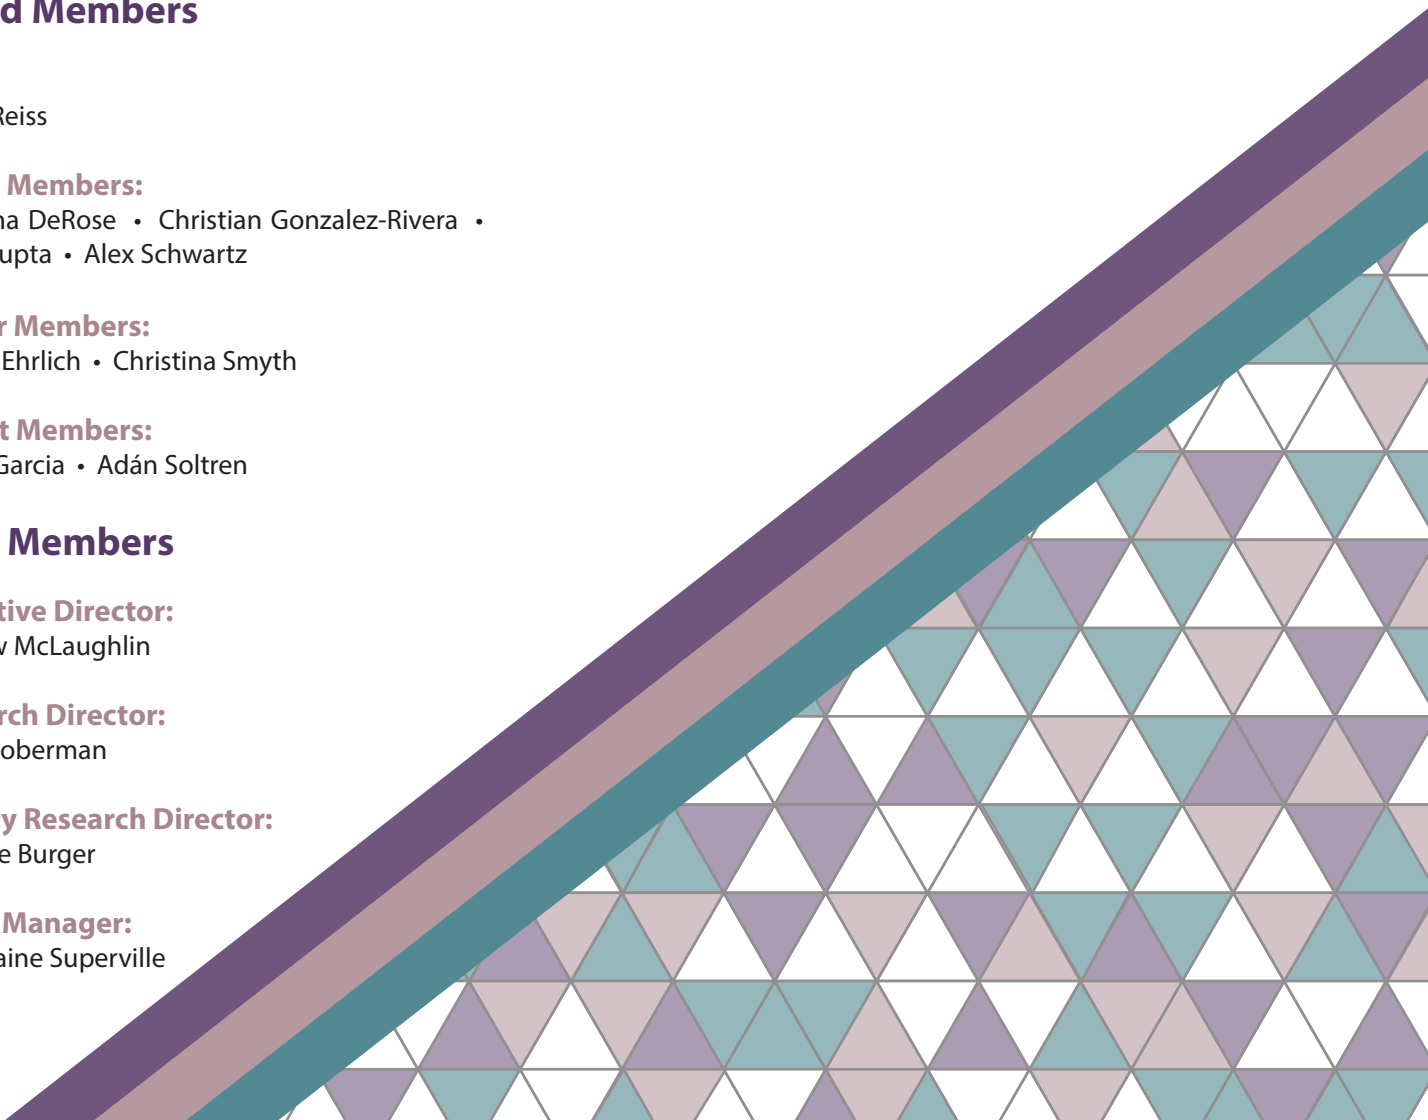 d Members
Reiss
Members:
na DeRose • Christian Gonzalez-Rivera •
upta • Alex Schwartz
r Members:
Ehrlich • Christina Smyth
t Members:
Garcia • Adán Soltren
Members
tive Director:
w McLaughlin
rch Director:
oberman
y Research Director:
e Burger
Manager:
aine Superville